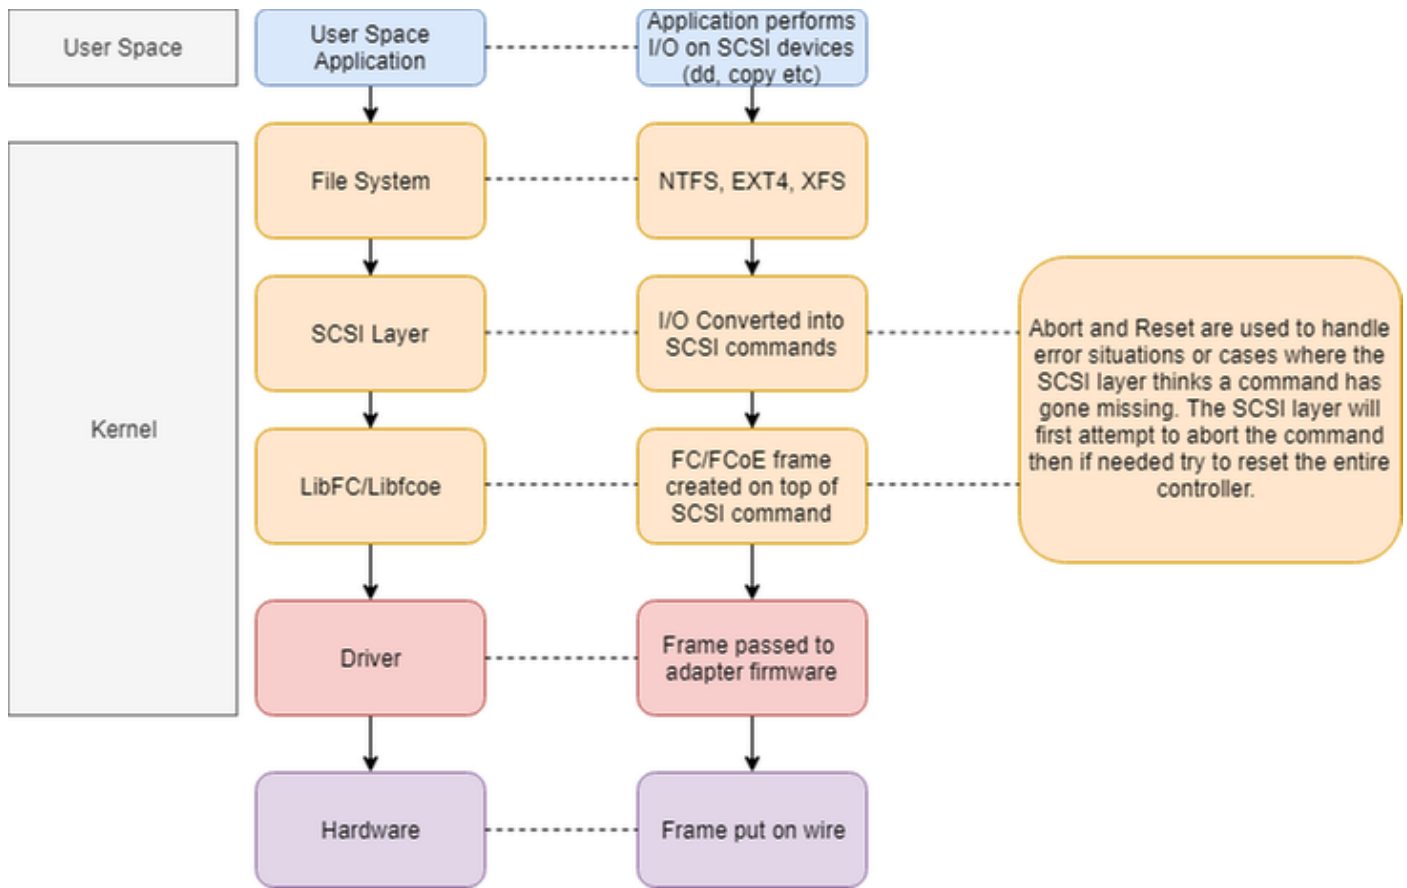 User Space
User Space
Application
Application performs
I/O on SCSI devices
(dd, copy etc)
Kernel
File System
NTFS, EXT4, XFS
SCSI Layer
I/O Converted into
SCSI commands
Abort and Reset are used to handle
error situations or cases where the
SCSI layer thinks a command has
gone missing. The SCSI layer will
first attempt to abort the command
then if needed try to reset the entire
controller.
LibFC/Libfcoe
FC/FCoE frame
created on top of
SCSI command
Driver
Frame passed to
adapter firmware
Hardware
Frame put on wire